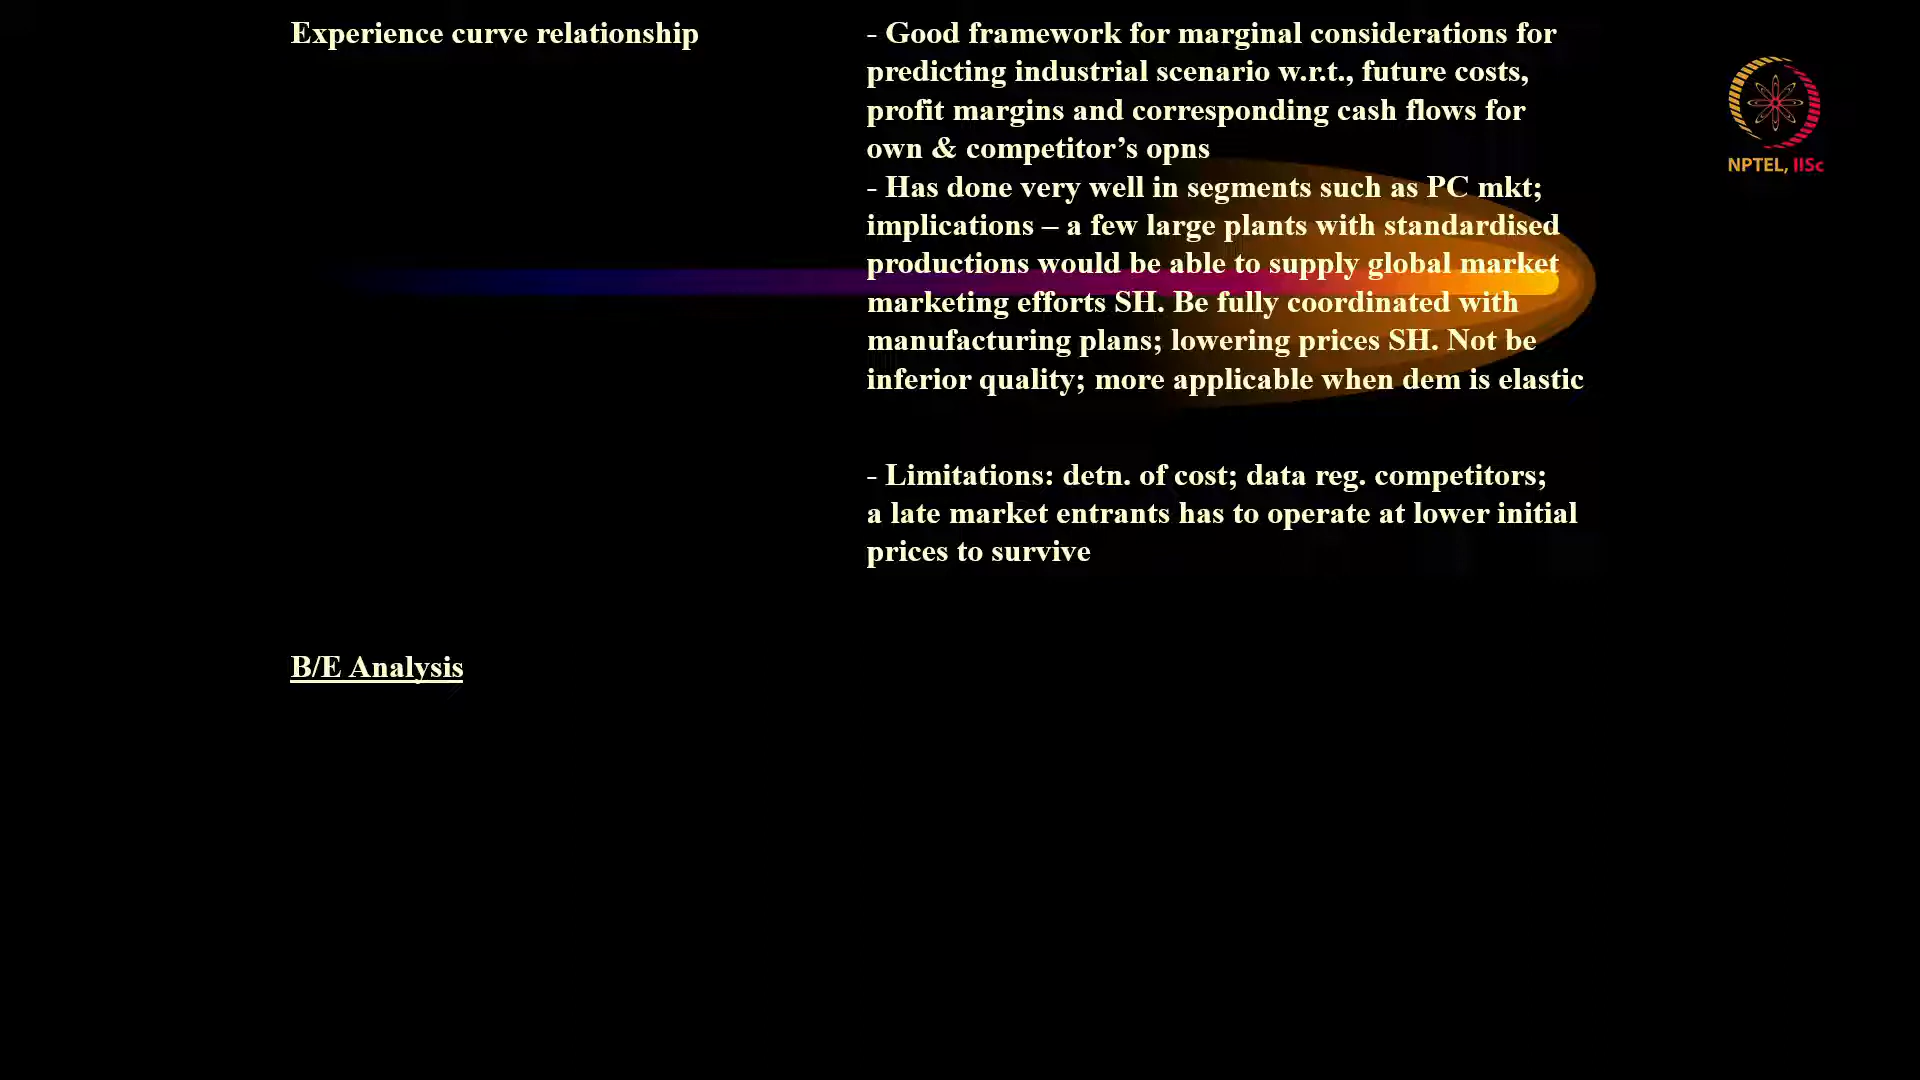 Experience curve relationship
- Good framework for marginal considerations for
predicting industrial scenario w.r.t., future costs,
profit margins and corresponding cash flows for
own & competitor’s opns
- Has done very well in segments such as PC mkt;
implications – a few large plants with standardised
productions would be able to supply global market
marketing efforts SH. Be fully coordinated with
manufacturing plans; lowering prices SH. Not be
inferior quality; more applicable when dem is elastic
- Limitations: detn. of cost; data reg. competitors;
a late market entrants has to operate at lower initial
prices to survive
B/E Analysis
NPTEL, IISc